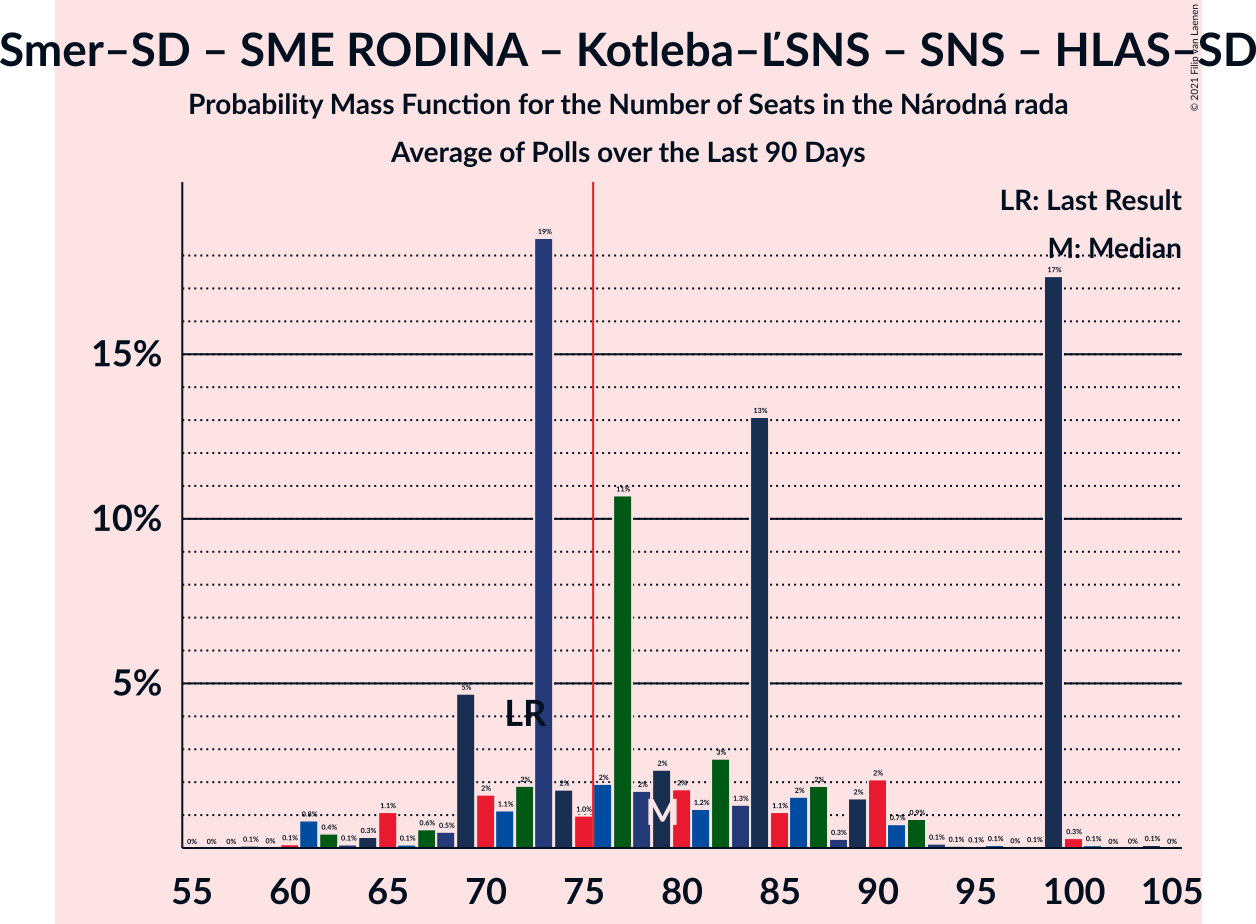 Smer–SD – SME RODINA – Kotleba–ĽSNS – SNS – HLAS–SD
© 2021 Filip van Laenen
Probability Mass Function for the Number of Seats in the Národná rada
Average of Polls over the Last 90 Days
LR: Last Result
M: Median
15%
10%
5%
0% 0% 0% 0.1% 0% 0.1% 0.8% 0.4% 0.1% 0.3% 1.1% 0.1% 0.6% 0.5% 5% 2% 1.1% 2% 19% 2% 1.0% 2% 11% 2% 2% 2% 1.2% 3% 1.3% 13% 1.1% 2% 2% 0.3% 2% 2% 0.7% 0.9% 0.1% 0.1% 0.1% 0.1% 0% 0.1% 17% 0.3% 0.1% 0% 0% 0.1% 0%
LR
M
55 60 65 70 75 80 85 90 95 100 105